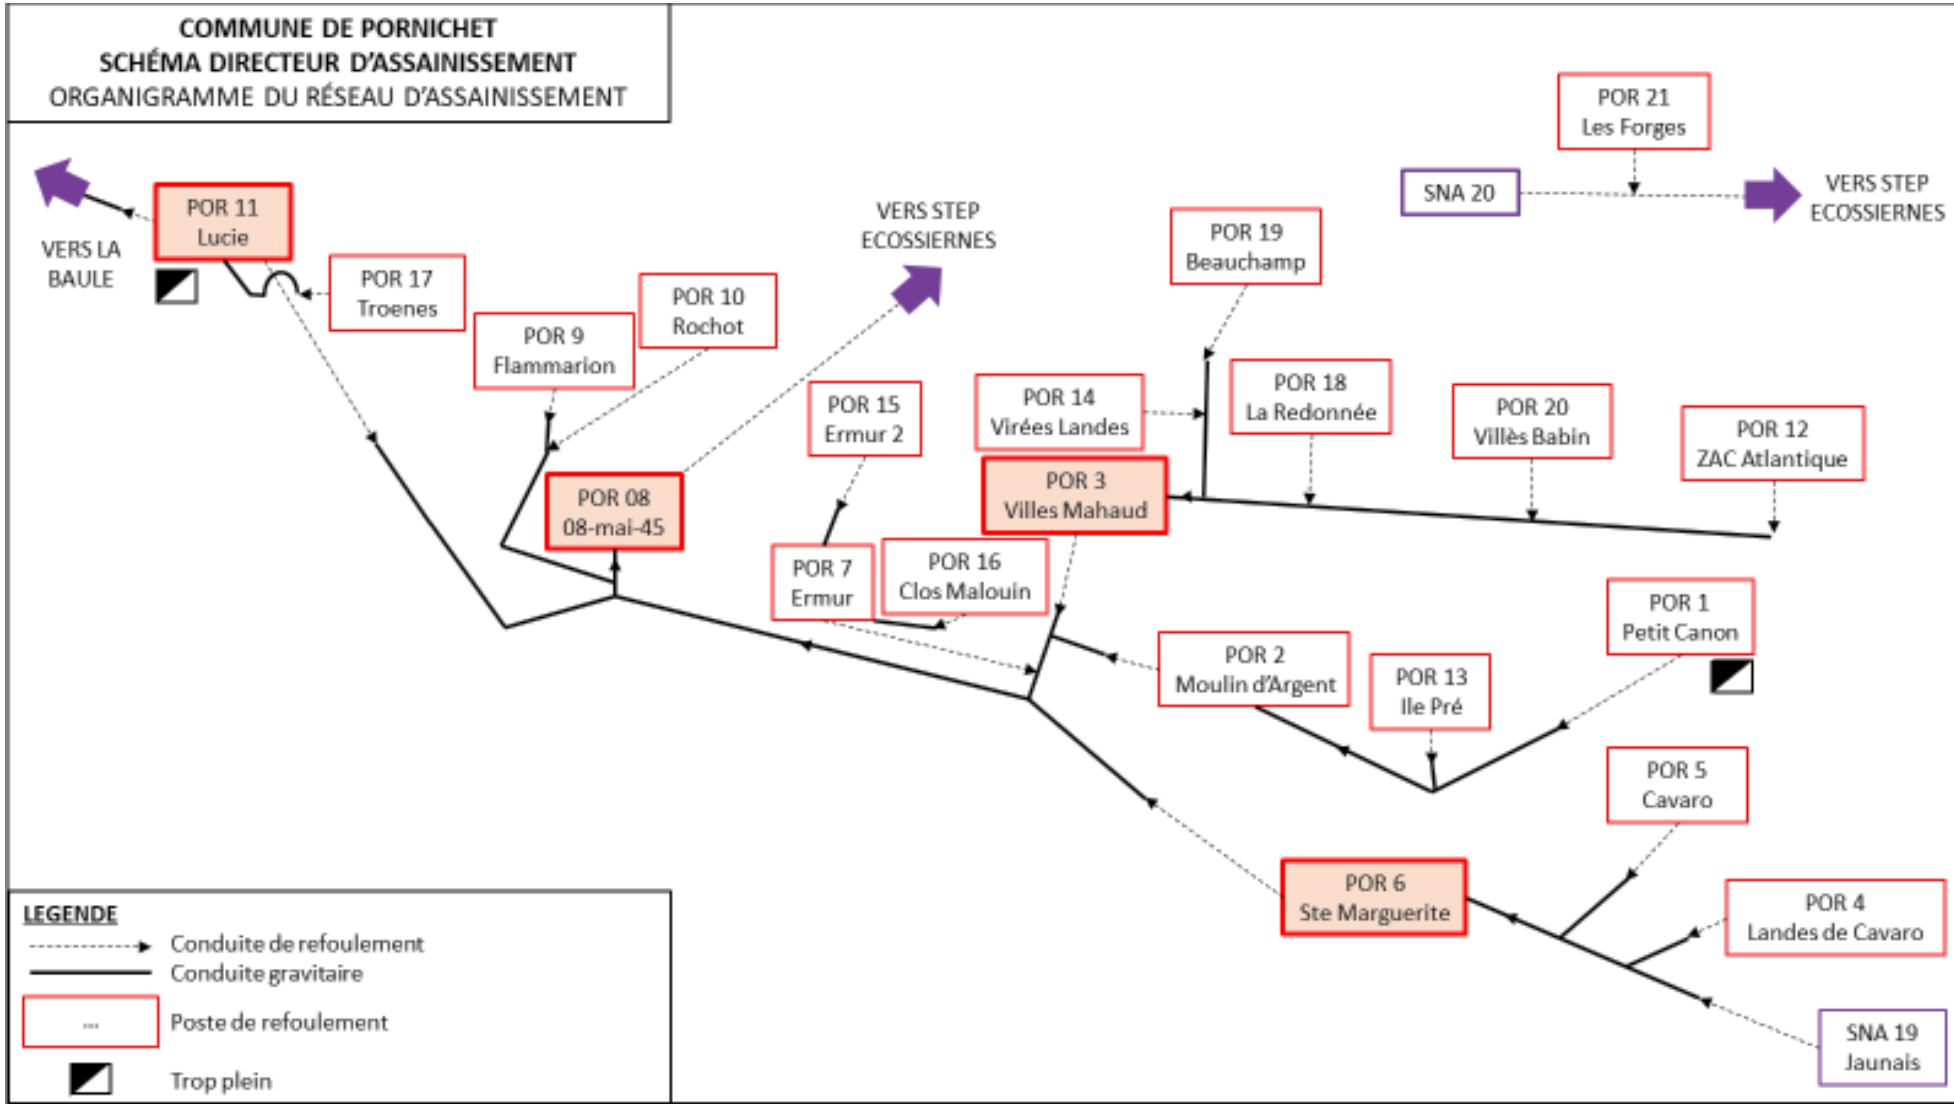 COMMUNE DE PORNICHET
SCHÉMA DIRECTEUR D'ASSAINISSEMENT
ORGANIGRAMME DU RÉSEAU D'ASSAINISSEMENT
POR 21
Les Forges
SNA 20
VERS STEP
ECOSSIERNES
POR 11
Lucie
VERS LA
BAULE
POR 17
Troenes
POR 9
Flammarion
POR 10
Rochot
VERS STEP
ECOSSIERNES
POR 19
Beauchamp
POR 15
Ermur 2
POR 14
Virées Landes
POR 18
La Redonnée
POR 20
Villès Babin
POR 12
ZAC Atlantique
POR 08
08-mai-45
POR 3
Villes Mahaud
POR 7
Ermur
POR 16
Clos Malouin
POR 1
Petit Canon
POR 2
Moulin d'Argent
POR 13
Ile Pré
POR 5
Cavaro
POR 6
Ste Marguerite
POR 4
Landes de Cavaro
SNA 19
Jaunais
LEGENDE
Conduite de refoulement
Conduite gravitaire
... Poste de refoulement
Trop plein